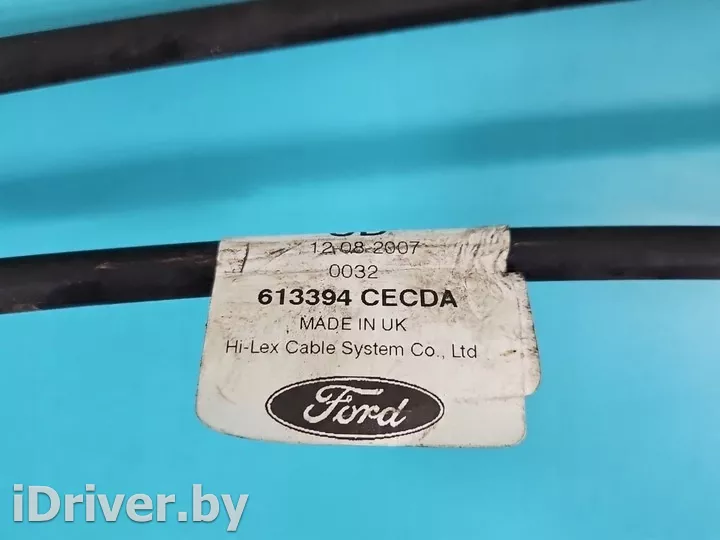 12-08-2007
0032
613394 CECDA
MADE IN UK
Hi-Lex Cable System Co., Ltd
Ford
iDriver.by